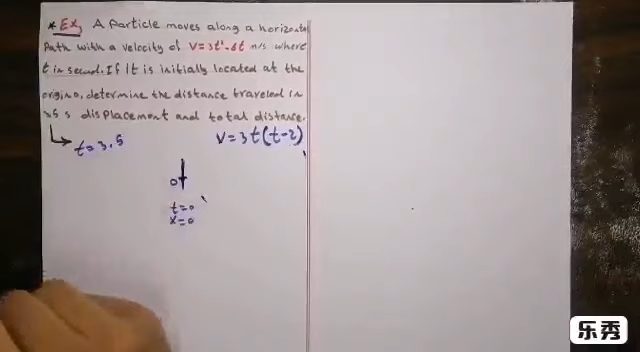 * Ex, A Particle moves along a horizontal
Path with a velocity of V=3t²-6t m/s where
t in second. If It is initially located at the
origin o, determine the distance traveled in
3.5 s displacement and total distance.
t=3.5
V=3t(t-2)
0
t=0
x=0
乐秀